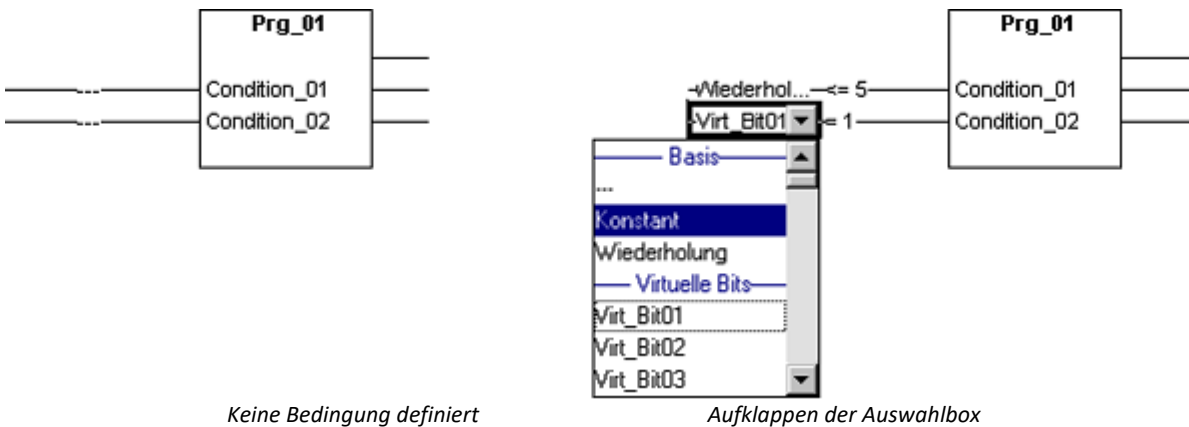 Prg_01
---Condition_01
---Condition_02
Prg_01
Wiederhol... <= 5 Condition_01
Virt_Bit01 = 1 Condition_02
Basis
...
Konstant
Wiederholung
Virtuelle Bits
Virt_Bit01
Virt_Bit02
Virt_Bit03
Keine Bedingung definiert
Aufklappen der Auswahlbox